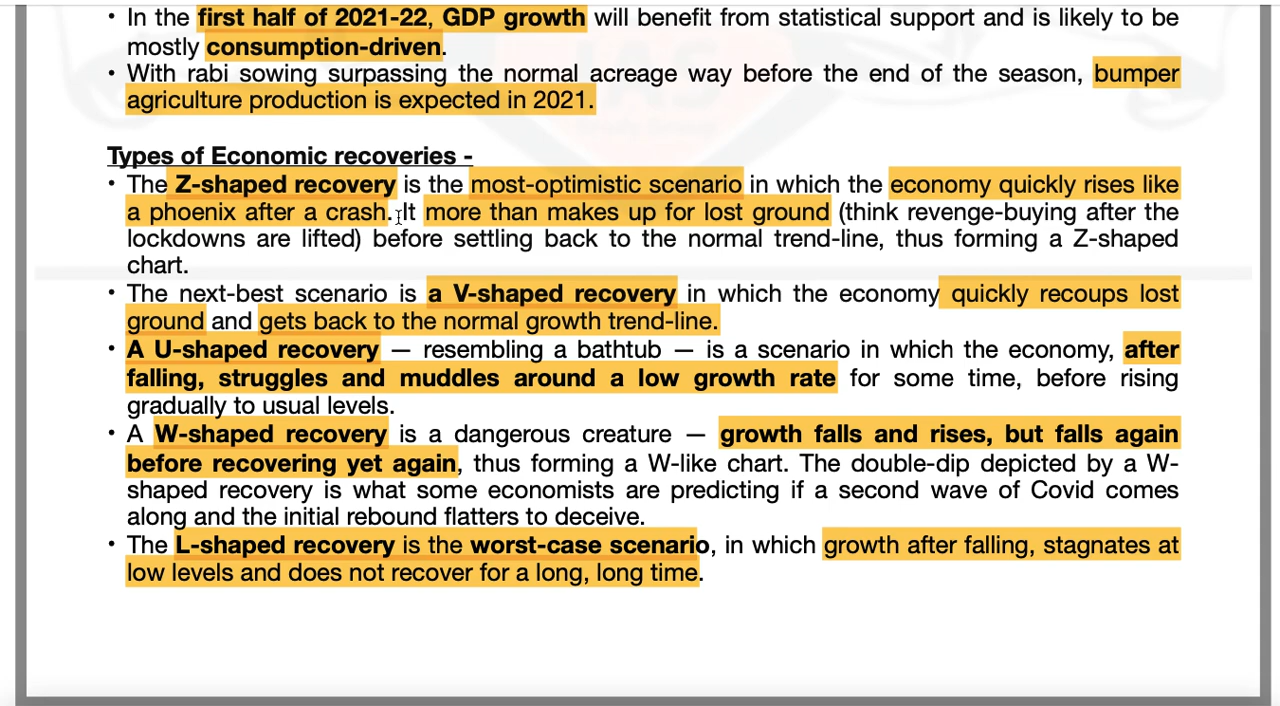 • In the first half of 2021-22, GDP growth will benefit from statistical support and is likely to be
mostly consumption-driven.
• With rabi sowing surpassing the normal acreage way before the end of the season, bumper
agriculture production is expected in 2021.
Types of Economic recoveries -
• The Z-shaped recovery is the most-optimistic scenario in which the economy quickly rises like
a phoenix after a crash. It more than makes up for lost ground (think revenge-buying after the
lockdowns are lifted) before settling back to the normal trend-line, thus forming a Z-shaped
chart.
• The next-best scenario is a V-shaped recovery in which the economy quickly recoups lost
ground and gets back to the normal growth trend-line.
• A U-shaped recovery — resembling a bathtub — is a scenario in which the economy, after
falling, struggles and muddles around a low growth rate for some time, before rising
gradually to usual levels.
• A W-shaped recovery is a dangerous creature — growth falls and rises, but falls again
before recovering yet again, thus forming a W-like chart. The double-dip depicted by a W-
shaped recovery is what some economists are predicting if a second wave of Covid comes
along and the initial rebound flatters to deceive.
• The L-shaped recovery is the worst-case scenario, in which growth after falling, stagnates at
low levels and does not recover for a long, long time.